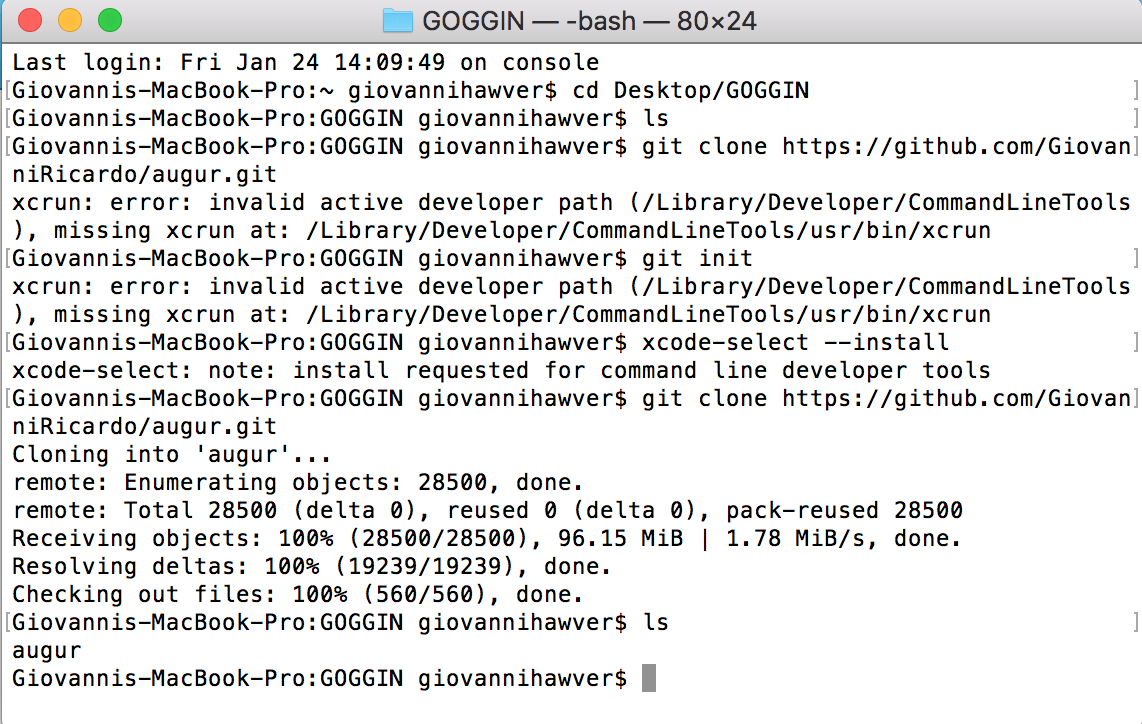 GOGGIN — -bash — 80×24
Last login: Fri Jan 24 14:09:49 on console
[Giovannis-MacBook-Pro:~ giovannihawver$ cd Desktop/GOGGIN ]
[Giovannis-MacBook-Pro:GOGGIN giovannihawver$ ls ]
[Giovannis-MacBook-Pro:GOGGIN giovannihawver$ git clone https://github.com/Giovan]
niRicardo/augur.git
xcrun: error: invalid active developer path (/Library/Developer/CommandLineTools
), missing xcrun at: /Library/Developer/CommandLineTools/usr/bin/xcrun
[Giovannis-MacBook-Pro:GOGGIN giovannihawver$ git init ]
xcrun: error: invalid active developer path (/Library/Developer/CommandLineTools
), missing xcrun at: /Library/Developer/CommandLineTools/usr/bin/xcrun
[Giovannis-MacBook-Pro:GOGGIN giovannihawver$ xcode-select --install ]
xcode-select: note: install requested for command line developer tools
[Giovannis-MacBook-Pro:GOGGIN giovannihawver$ git clone https://github.com/Giovan]
niRicardo/augur.git
Cloning into 'augur'...
remote: Enumerating objects: 28500, done.
remote: Total 28500 (delta 0), reused 0 (delta 0), pack-reused 28500
Receiving objects: 100% (28500/28500), 96.15 MiB | 1.78 MiB/s, done.
Resolving deltas: 100% (19239/19239), done.
Checking out files: 100% (560/560), done.
[Giovannis-MacBook-Pro:GOGGIN giovannihawver$ ls ]
augur
Giovannis-MacBook-Pro:GOGGIN giovannihawver$